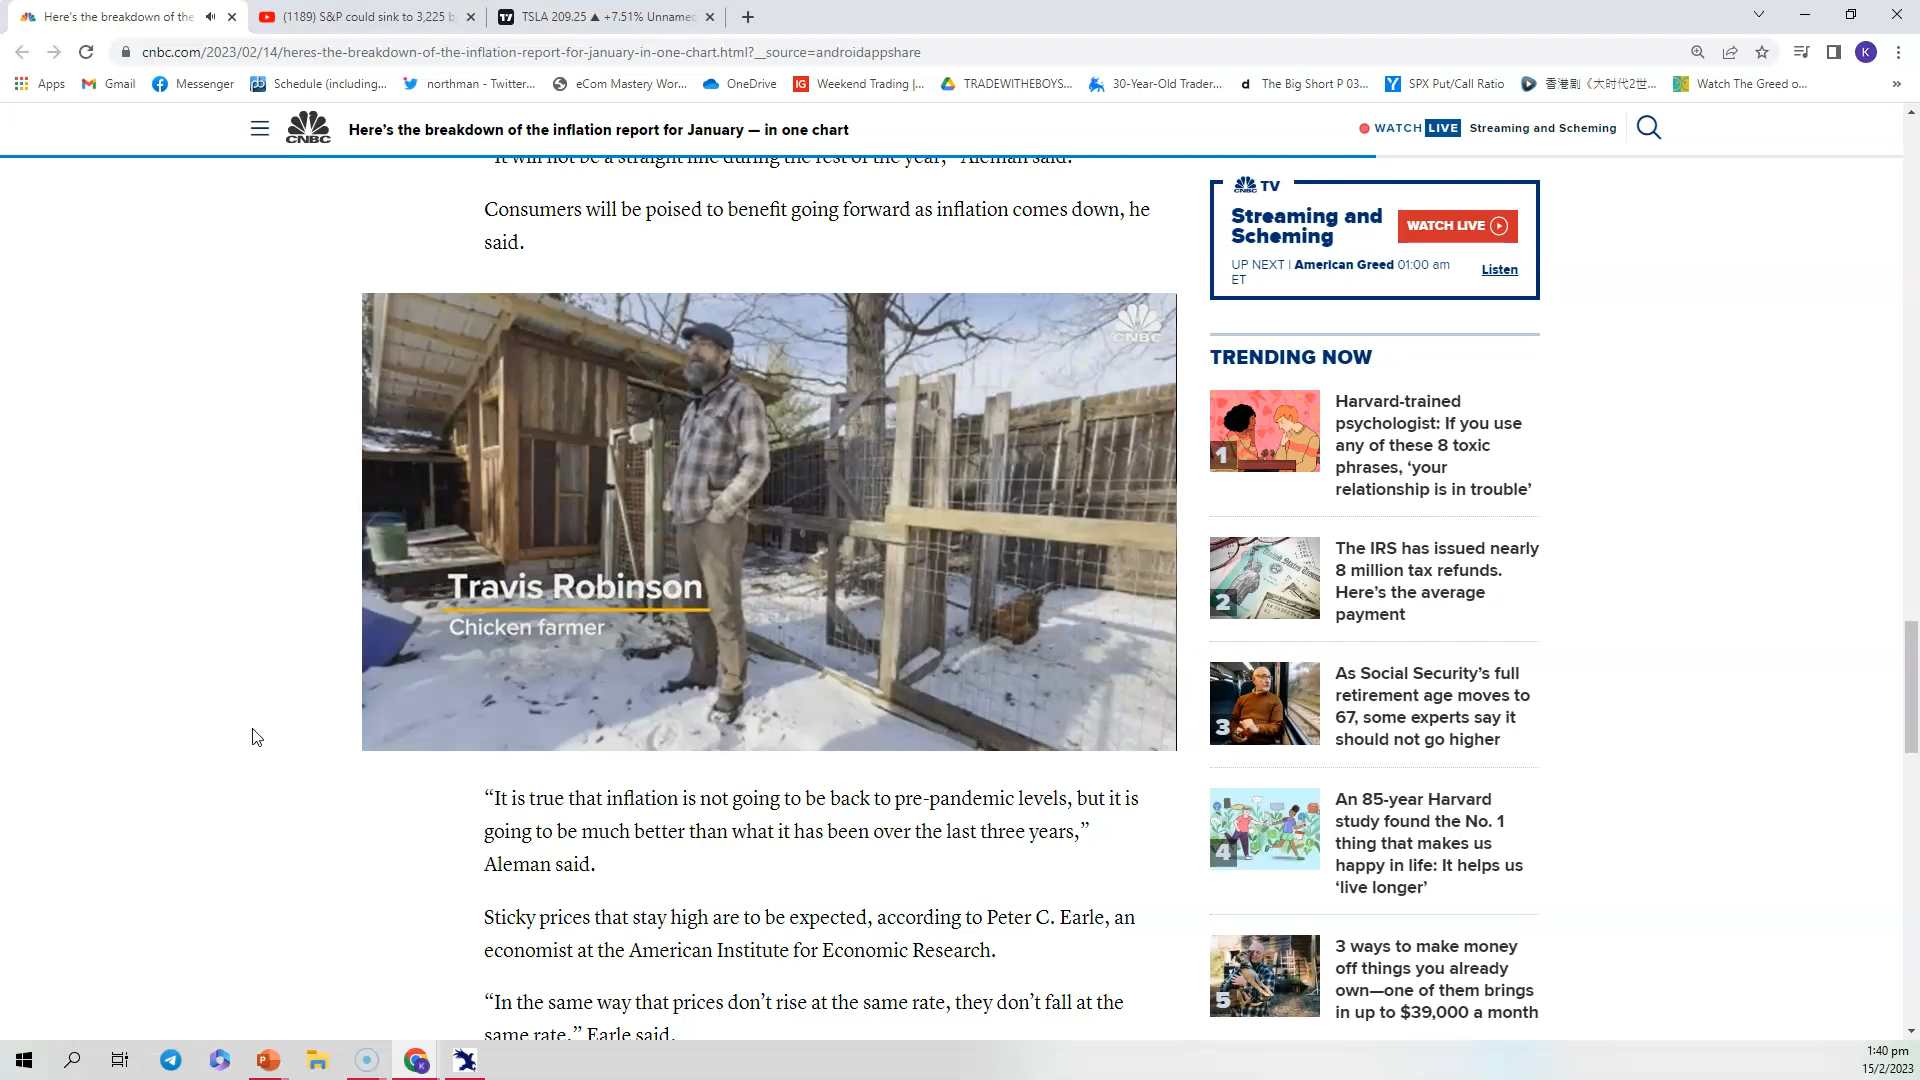 Here's the breakdown of the
(1189) S&P could sink to 3,225 b
TSLA 209.25 ▲ +7.51% Unname
cnbc.com/2023/02/14/heres-the-breakdown-of-the-inflation-report-for-january-in-one-chart.html?__source=androidappshare
K
Apps
Gmail
Messenger
Schedule (including...
northman - Twitter...
eCom Mastery Wor...
OneDrive
IG
Weekend Trading |...
TRADEWITHEBOYS...
30-Year-Old Trader...
d
The Big Short P 03...
SPX Put/Call Ratio
香港剧《大时代2世...
Watch The Greed o...
»
CNBC
Here's the breakdown of the inflation report for January — in one chart
WATCH LIVE Streaming and Scheming
"It will not be a straight line during the rest of the year," Aleman said.
Consumers will be poised to benefit going forward as inflation comes down, he
said.
CNBC
Travis Robinson
Chicken farmer
“It is true that inflation is not going to be back to pre-pandemic levels, but it is
going to be much better than what it has been over the last three years,”
Aleman said.
Sticky prices that stay high are to be expected, according to Peter C. Earle, an
economist at the American Institute for Economic Research.
“In the same way that prices don’t rise at the same rate, they don’t fall at the
same rate,” Earle said.
CNBC TV
Streaming and
Scheming
WATCH LIVE
UP NEXT | American Greed 01:00 am
ET
Listen
TRENDING NOW
1
Harvard-trained
psychologist: If you use
any of these 8 toxic
phrases, ‘your
relationship is in trouble’
2
The IRS has issued nearly
8 million tax refunds.
Here’s the average
payment
3
As Social Security’s full
retirement age moves to
67, some experts say it
should not go higher
4
An 85-year Harvard
study found the No. 1
thing that makes us
happy in life: It helps us
‘live longer’
5
3 ways to make money
off things you already
own—one of them brings
in up to $39,000 a month
1:40 pm
15/2/2023